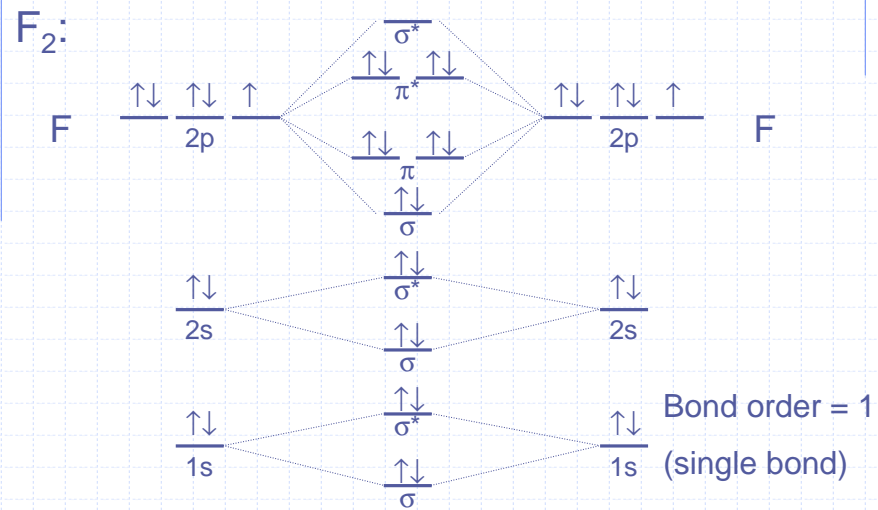 F₂:
σ*
↑↓ ↑↓
π*
↑↓ ↑↓ ↑ ↑↓ ↑↓ ↑
F 2p 2p F
↑↓ ↑↓
π
↑↓
σ
↑↓
σ*
↑↓ ↑↓
2s 2s
↑↓
σ
↑↓
σ*
↑↓ ↑↓ Bond order = 1
1s 1s (single bond)
↑↓
σ